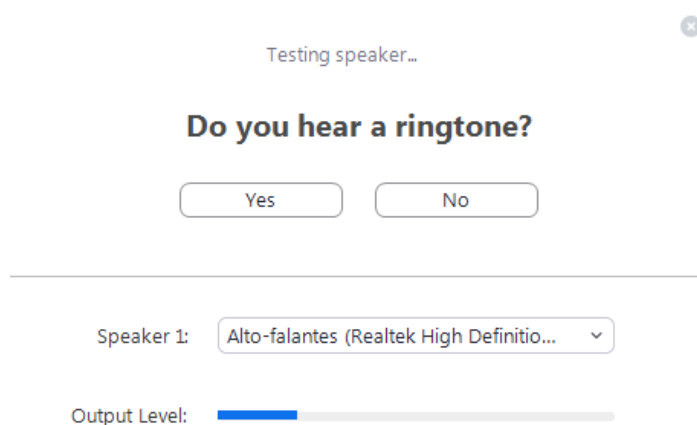 Testing speaker...
Do you hear a ringtone?
Yes
No
Speaker 1: Alto-falantes (Realtek High Definitio...
Output Level: